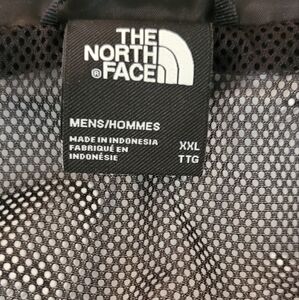 THE
NORTH
FACE
®
MENS/HOMMES
MADE IN INDONESIA
FABRIQUÉ EN
INDONÉSIE
XXL
TTG